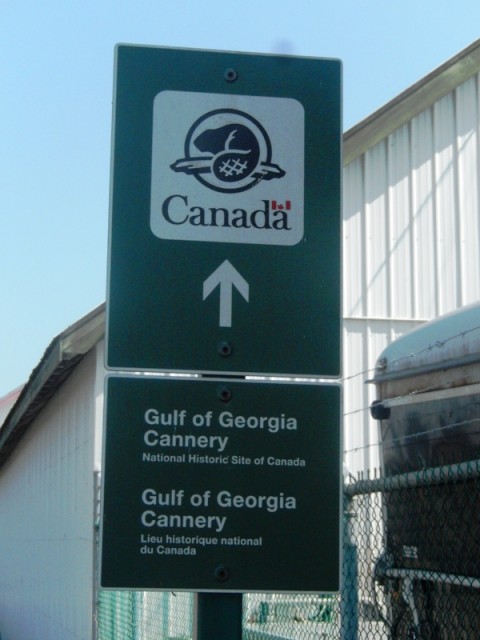 Canada
Gulf of Georgia
Cannery
National Historic Site of Canada
Gulf of Georgia
Cannery
Lieu historique national
du Canada